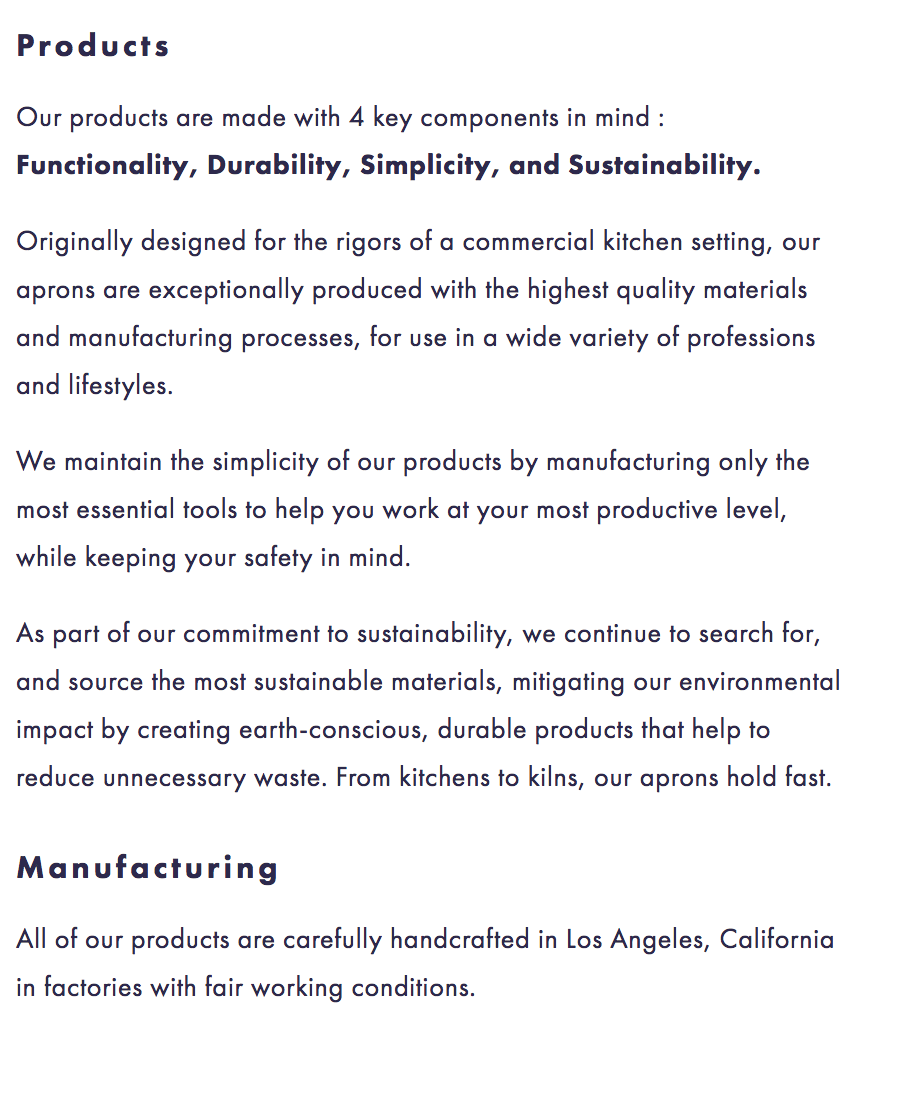 Products
Our products are made with 4 key components in mind :
Functionality, Durability, Simplicity, and Sustainability.
Originally designed for the rigors of a commercial kitchen setting, our
aprons are exceptionally produced with the highest quality materials
and manufacturing processes, for use in a wide variety of professions
and lifestyles.
We maintain the simplicity of our products by manufacturing only the
most essential tools to help you work at your most productive level,
while keeping your safety in mind.
As part of our commitment to sustainability, we continue to search for,
and source the most sustainable materials, mitigating our environmental
impact by creating earth-conscious, durable products that help to
reduce unnecessary waste. From kitchens to kilns, our aprons hold fast.
Manufacturing
All of our products are carefully handcrafted in Los Angeles, California
in factories with fair working conditions.